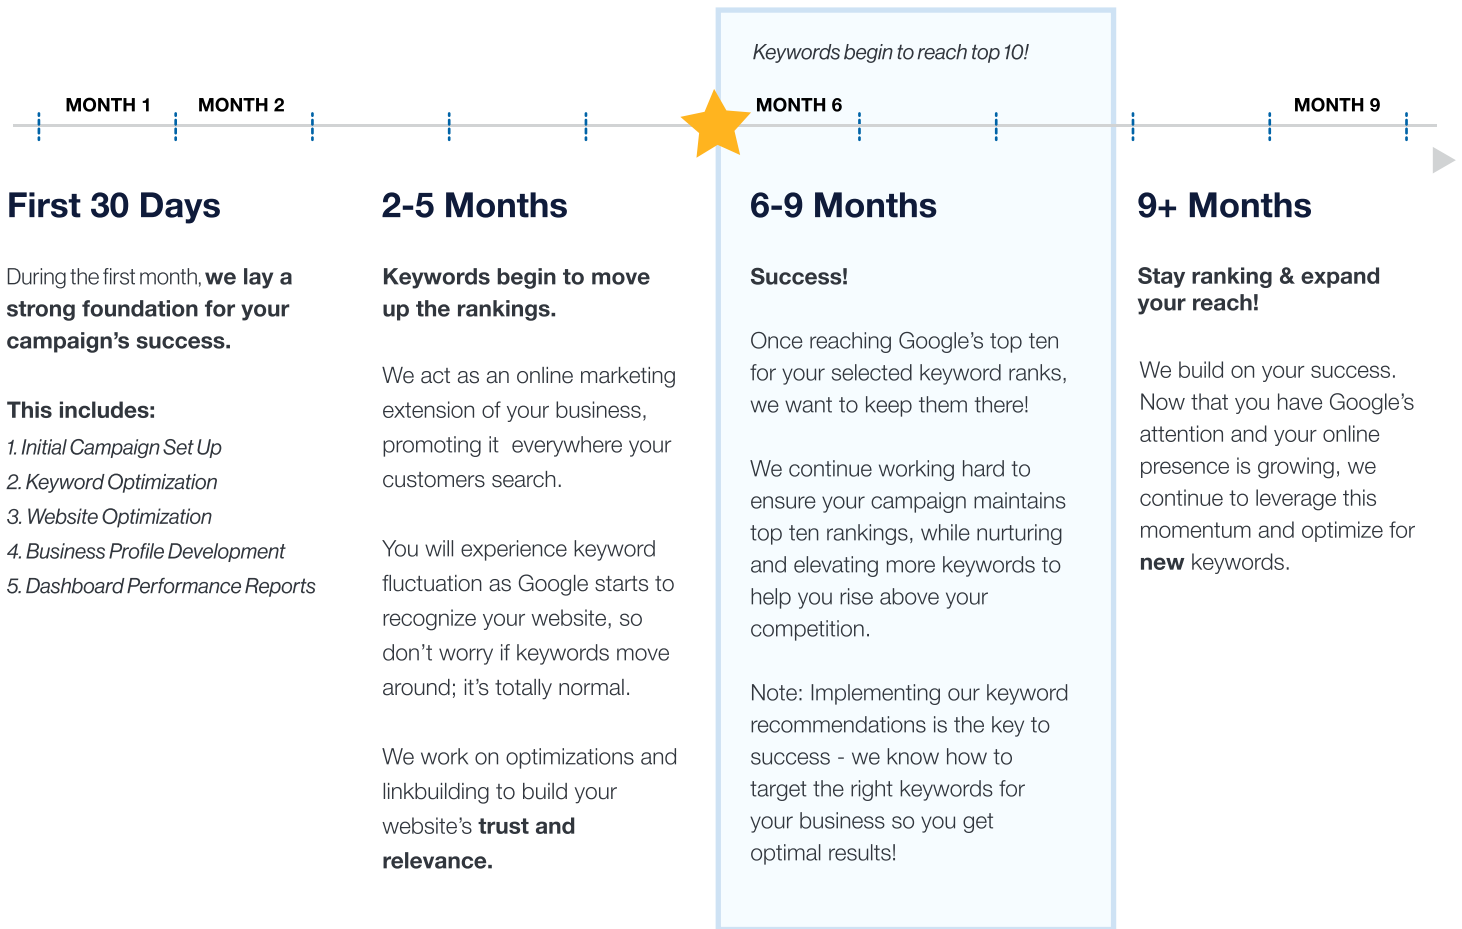 Keywords begin to reach top 10!
MONTH 1
MONTH 2
MONTH 6
MONTH 9
First 30 Days
During the first month, we lay a
strong foundation for your
campaign’s success.
This includes:
1. Initial Campaign Set Up
2. Keyword Optimization
3. Website Optimization
4. Business Profile Development
5. Dashboard Performance Reports
2-5 Months
Keywords begin to move
up the rankings.
We act as an online marketing
extension of your business,
promoting it  everywhere your
customers search.
You will experience keyword
fluctuation as Google starts to
recognize your website, so
don’t worry if keywords move
around; it’s totally normal.
We work on optimizations and
linkbuilding to build your
website’s trust and
relevance.
6-9 Months
Success!
Once reaching Google’s top ten
for your selected keyword ranks,
we want to keep them there!
We continue working hard to
ensure your campaign maintains
top ten rankings, while nurturing
and elevating more keywords to
help you rise above your
competition.
Note: Implementing our keyword
recommendations is the key to
success - we know how to
target the right keywords for
your business so you get
optimal results!
9+ Months
Stay ranking & expand
your reach!
We build on your success.
Now that you have Google’s
attention and your online
presence is growing, we
continue to leverage this
momentum and optimize for
new keywords.